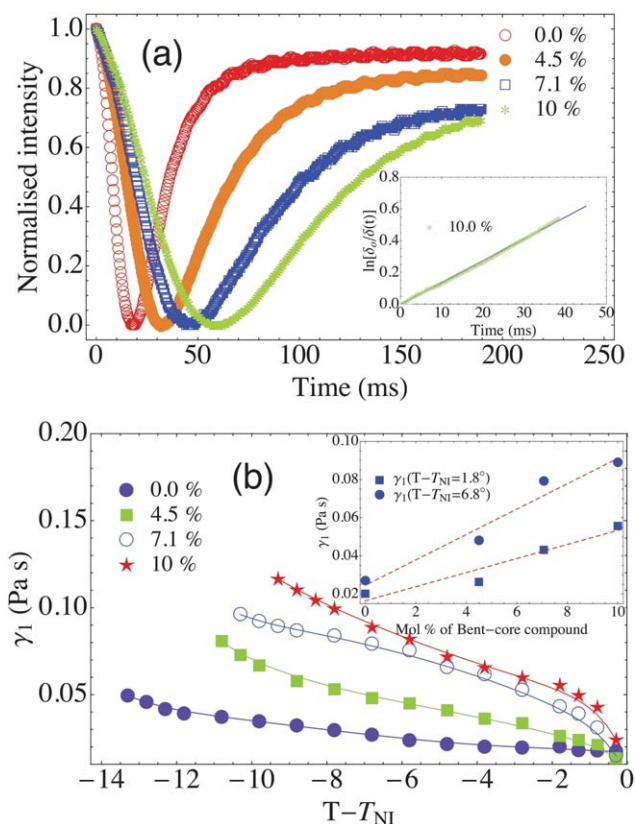 (a)
0.0 %
4.5 %
7.1 %
10 %
1.0
0.8
0.6
0.4
0.2
0.0
Normalised intensity
0 50 100 150 200 250
Time (ms)
0.8
0.6
0.4
0.2
0.0
ln[δ₀/δ(t)]
10.0 %
0 10 20 30 40 50
Time (ms)
(b)
0.0 %
4.5 %
7.1 %
10 %
0.20
0.15
0.10
0.05
γ₁ (Pa s)
−14 −12 −10 −8 −6 −4 −2 0
T−T_NI
0.10
0.08
0.06
0.04
0.02
0.00
γ₁ (Pa s)
γ₁(T−T_NI=1.8°)
γ₁(T−T_NI=6.8°)
0 2 4 6 8 10
Mol % of Bent−core compound